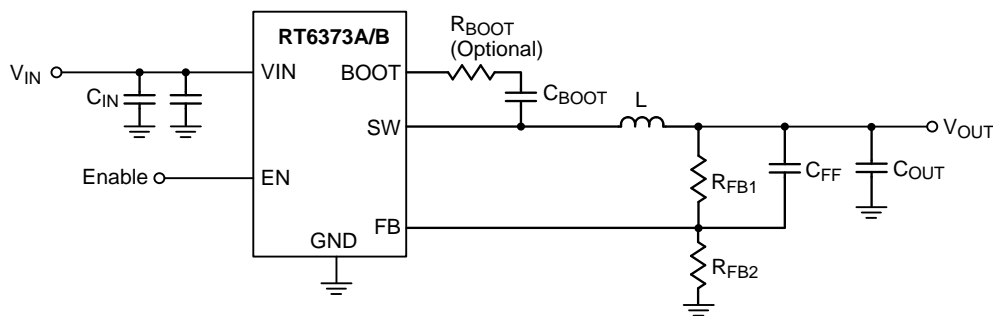 RT6373A/B
R_BOOT
(Optional)
V_IN
VIN
BOOT
C_IN
C_BOOT
L
SW
V_OUT
Enable
EN
R_FB1
C_FF
C_OUT
FB
GND
R_FB2